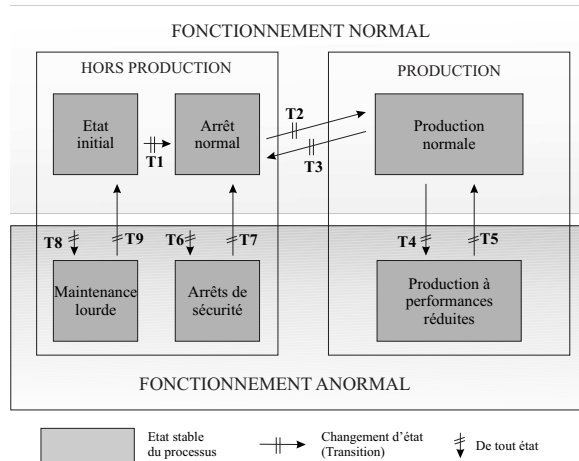 FONCTIONNEMENT NORMAL
HORS PRODUCTION
PRODUCTION
Etat
initial
T1
Arrêt
normal
T2
T3
Production
normale
T8
T9
T6
T7
T4
T5
Maintenance
lourde
Arrêts de
sécurité
Production à
performances
réduites
FONCTIONNEMENT ANORMAL
Etat stable
du processus
Changement d'état
(Transition)
De tout état